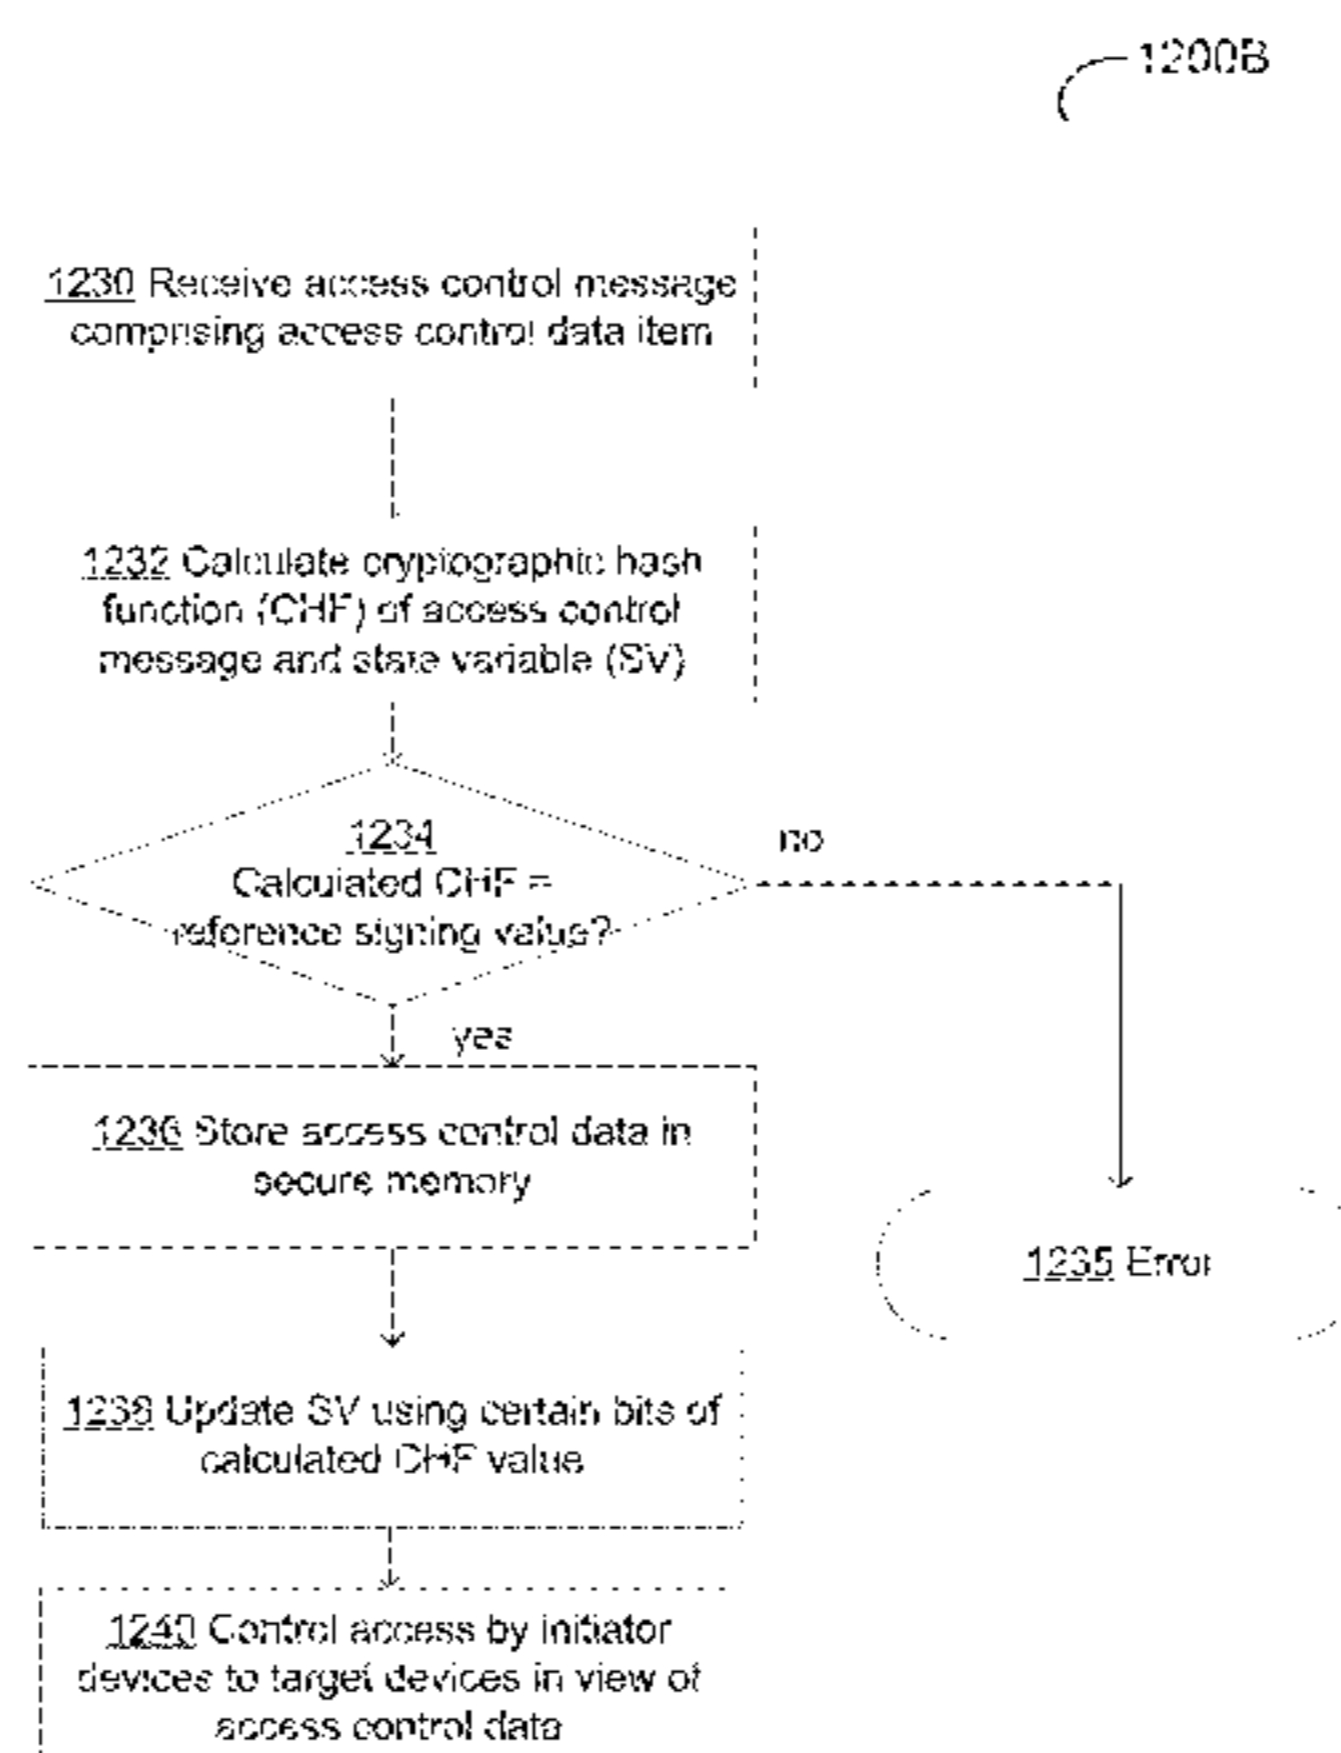 1200B
1230 Receive access control message
comprising access control data item
1232 Calculate cryptographic hash
function (CHF) of access control
message and state variable (SV)
1234
Calculated CHF =
reference signing value?
no
yes
1236 Store access control data in
secure memory
1235 Error
1238 Update SV using certain bits of
calculated CHF value
1240 Control access by initiator
devices to target devices in view of
access control data